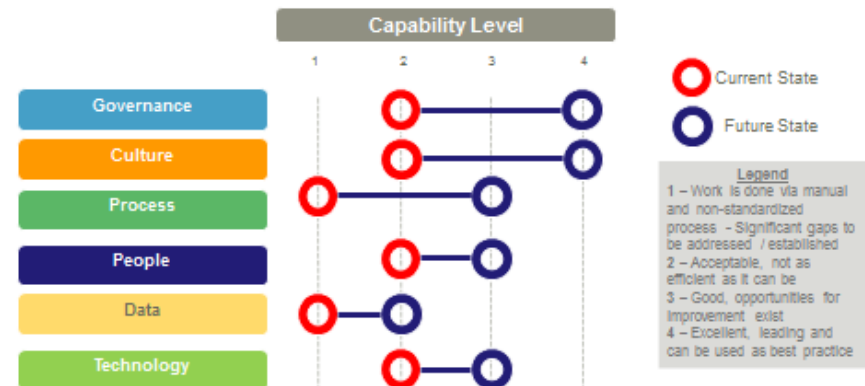 Capability Level
1 2 3 4
Governance
Culture
Process
People
Data
Technology
Current State
Future State
Legend
1 – Work is done via manual
and non-standardized
process – Significant gaps to
be addressed / established
2 – Acceptable, not as
efficient as it can be
3 – Good, opportunities for
improvement exist
4 – Excellent, leading and
can be used as best practice